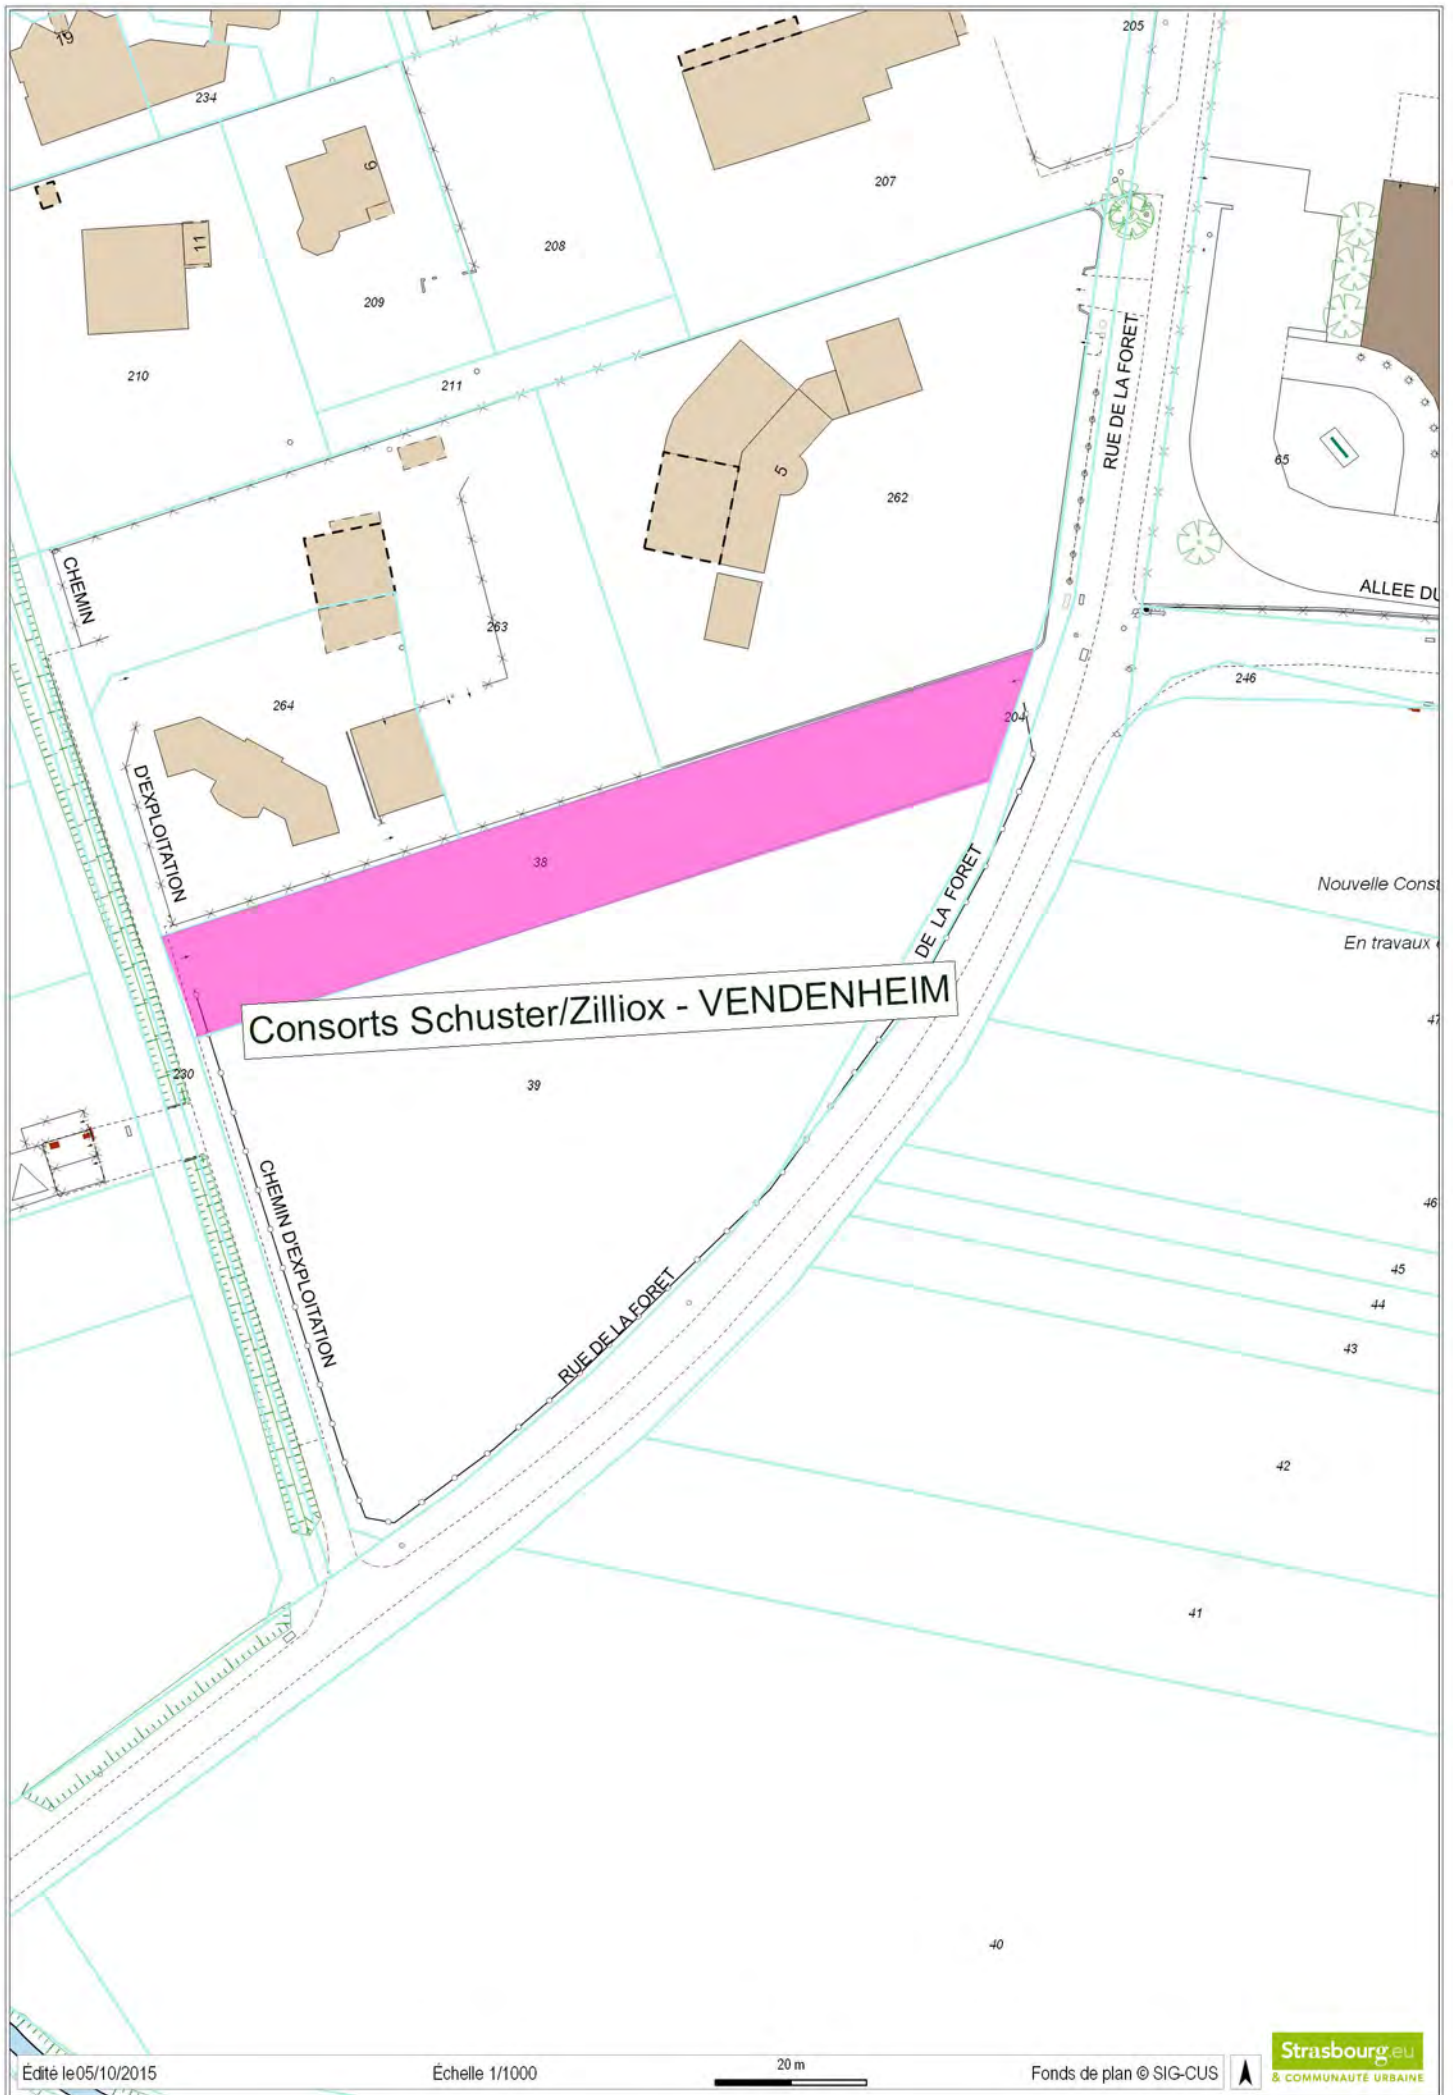 19
234
6
205
207
11
208
209
210
211
RUE DE LA FORET
65
5
262
CHEMIN
ALLEE DU
263
264
246
204
D'EXPLOITATION
38
DE LA FORET
Nouvelle Const
En travaux
Consorts Schuster/Zilliox - VENDENHEIM
47
230
39
CHEMIN D'EXPLOITATION
46
45
44
RUE DE LA FORET
43
42
41
40
Édité le 05/10/2015
Échelle 1/1000
20 m
Fonds de plan © SIG-CUS
Strasbourg.eu
& COMMUNAUTÉ URBAINE